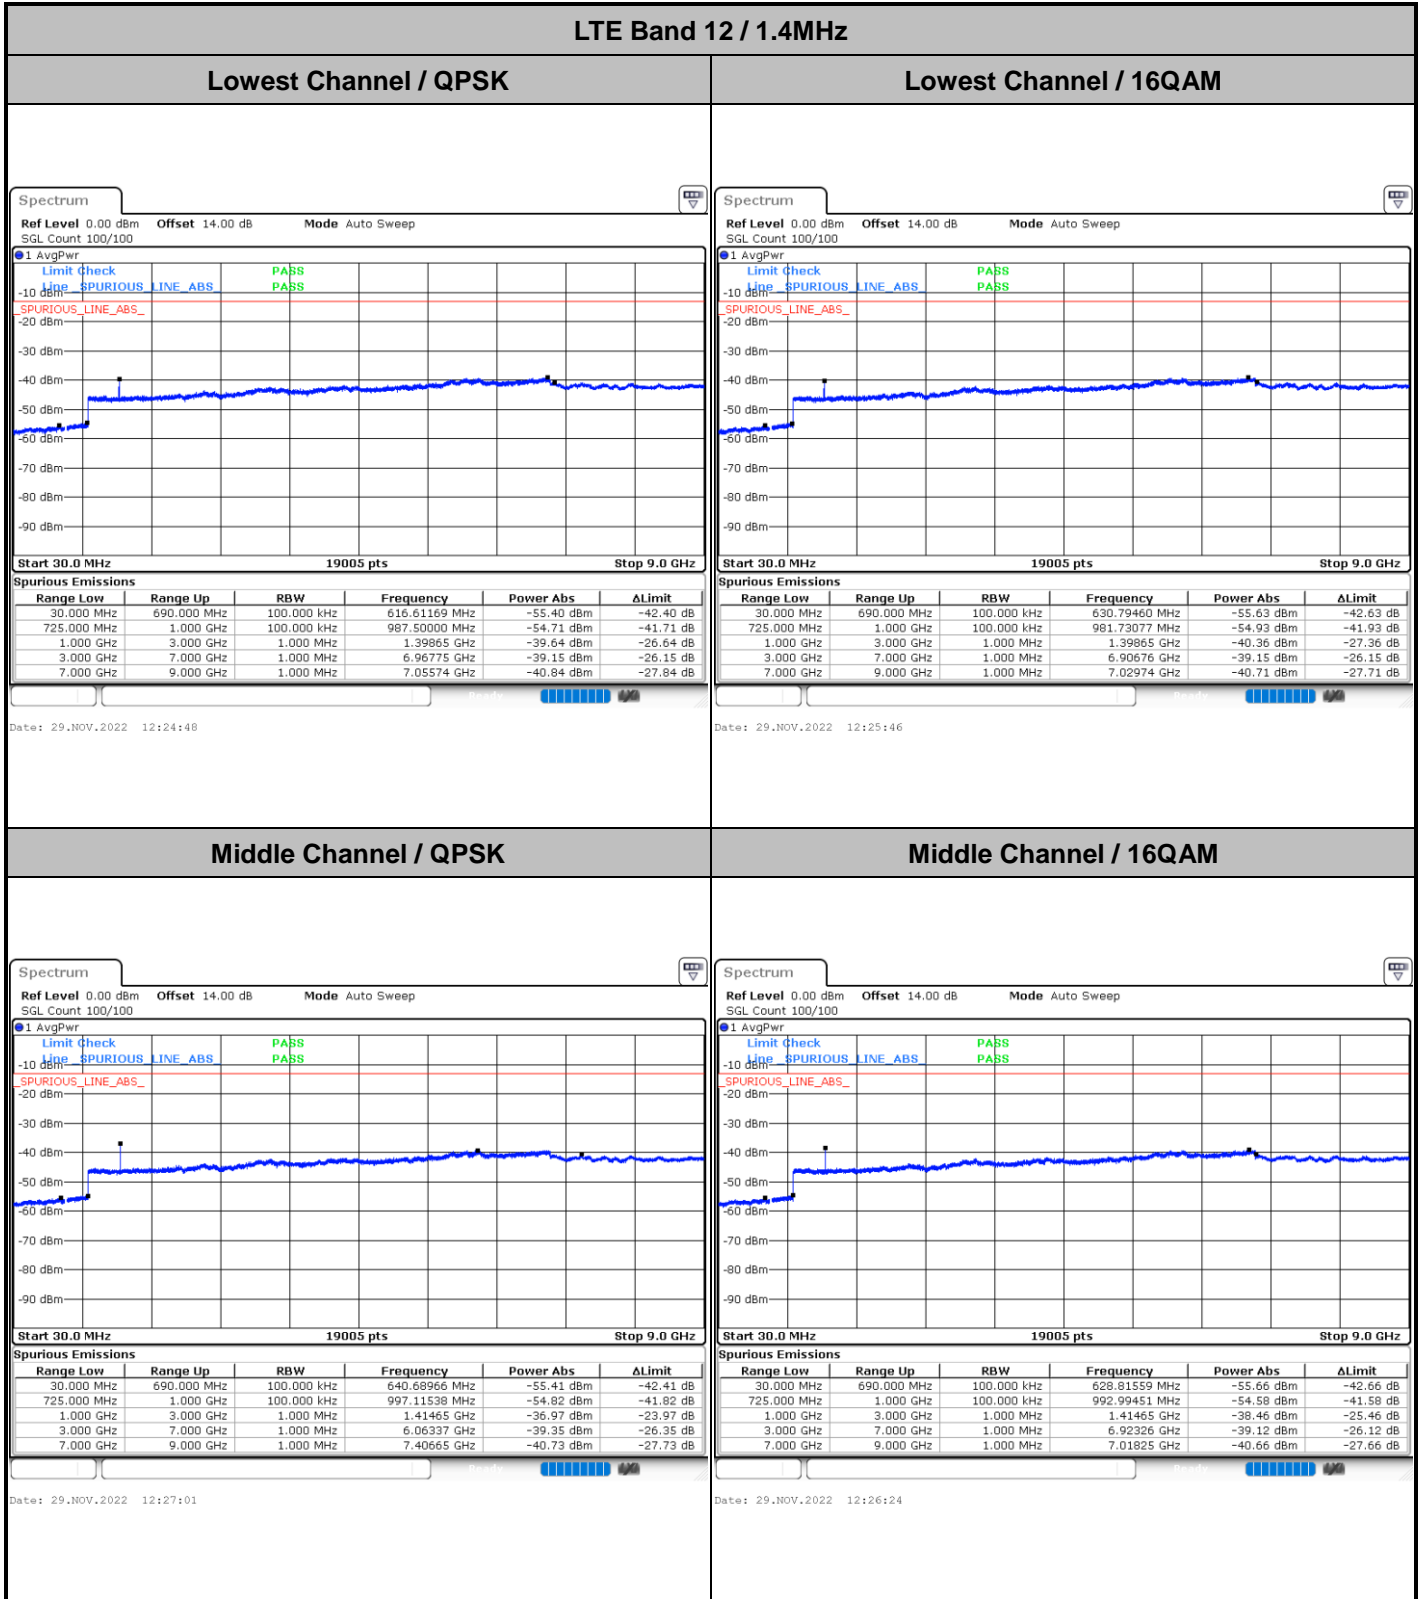 LTE Band 12 / 1.4MHz
Lowest Channel / QPSK
Lowest Channel / 16QAM
Spectrum
Ref Level 0.00 dBm Offset 14.00 dB Mode Auto Sweep
SGL Count 100/100
1 AvgPwr
Limit Check PASS
Line _SPURIOUS_LINE_ABS_ PASS
-10 dBm
_SPURIOUS_LINE_ABS_
-20 dBm
-30 dBm
-40 dBm
-50 dBm
-60 dBm
-70 dBm
-80 dBm
-90 dBm
Start 30.0 MHz 19005 pts Stop 9.0 GHz
Spurious Emissions
Range Low Range Up RBW Frequency Power Abs ΔLimit
30.000 MHz 690.000 MHz 100.000 kHz 616.61169 MHz -55.40 dBm -42.40 dB
725.000 MHz 1.000 GHz 100.000 kHz 987.50000 MHz -54.71 dBm -41.71 dB
1.000 GHz 3.000 GHz 1.000 MHz 1.39865 GHz -39.64 dBm -26.64 dB
3.000 GHz 7.000 GHz 1.000 MHz 6.96775 GHz -39.15 dBm -26.15 dB
7.000 GHz 9.000 GHz 1.000 MHz 7.05574 GHz -40.84 dBm -27.84 dB
Ready
Date: 29.NOV.2022 12:24:48
Spectrum
Ref Level 0.00 dBm Offset 14.00 dB Mode Auto Sweep
SGL Count 100/100
1 AvgPwr
Limit Check PASS
Line _SPURIOUS_LINE_ABS_ PASS
-10 dBm
_SPURIOUS_LINE_ABS_
-20 dBm
-30 dBm
-40 dBm
-50 dBm
-60 dBm
-70 dBm
-80 dBm
-90 dBm
Start 30.0 MHz 19005 pts Stop 9.0 GHz
Spurious Emissions
Range Low Range Up RBW Frequency Power Abs ΔLimit
30.000 MHz 690.000 MHz 100.000 kHz 630.79460 MHz -55.63 dBm -42.63 dB
725.000 MHz 1.000 GHz 100.000 kHz 981.73077 MHz -54.93 dBm -41.93 dB
1.000 GHz 3.000 GHz 1.000 MHz 1.39865 GHz -40.36 dBm -27.36 dB
3.000 GHz 7.000 GHz 1.000 MHz 6.90676 GHz -39.15 dBm -26.15 dB
7.000 GHz 9.000 GHz 1.000 MHz 7.02974 GHz -40.71 dBm -27.71 dB
Ready
Date: 29.NOV.2022 12:25:46
Middle Channel / QPSK
Middle Channel / 16QAM
Spectrum
Ref Level 0.00 dBm Offset 14.00 dB Mode Auto Sweep
SGL Count 100/100
1 AvgPwr
Limit Check PASS
Line _SPURIOUS_LINE_ABS_ PASS
-10 dBm
_SPURIOUS_LINE_ABS_
-20 dBm
-30 dBm
-40 dBm
-50 dBm
-60 dBm
-70 dBm
-80 dBm
-90 dBm
Start 30.0 MHz 19005 pts Stop 9.0 GHz
Spurious Emissions
Range Low Range Up RBW Frequency Power Abs ΔLimit
30.000 MHz 690.000 MHz 100.000 kHz 640.68966 MHz -55.41 dBm -42.41 dB
725.000 MHz 1.000 GHz 100.000 kHz 997.11538 MHz -54.82 dBm -41.82 dB
1.000 GHz 3.000 GHz 1.000 MHz 1.41465 GHz -36.97 dBm -23.97 dB
3.000 GHz 7.000 GHz 1.000 MHz 6.06337 GHz -39.35 dBm -26.35 dB
7.000 GHz 9.000 GHz 1.000 MHz 7.40665 GHz -40.73 dBm -27.73 dB
Ready
Date: 29.NOV.2022 12:27:01
Spectrum
Ref Level 0.00 dBm Offset 14.00 dB Mode Auto Sweep
SGL Count 100/100
1 AvgPwr
Limit Check PASS
Line _SPURIOUS_LINE_ABS_ PASS
-10 dBm
_SPURIOUS_LINE_ABS_
-20 dBm
-30 dBm
-40 dBm
-50 dBm
-60 dBm
-70 dBm
-80 dBm
-90 dBm
Start 30.0 MHz 19005 pts Stop 9.0 GHz
Spurious Emissions
Range Low Range Up RBW Frequency Power Abs ΔLimit
30.000 MHz 690.000 MHz 100.000 kHz 628.81559 MHz -55.66 dBm -42.66 dB
725.000 MHz 1.000 GHz 100.000 kHz 992.99451 MHz -54.58 dBm -41.58 dB
1.000 GHz 3.000 GHz 1.000 MHz 1.41465 GHz -38.46 dBm -25.46 dB
3.000 GHz 7.000 GHz 1.000 MHz 6.92326 GHz -39.12 dBm -26.12 dB
7.000 GHz 9.000 GHz 1.000 MHz 7.01825 GHz -40.66 dBm -27.66 dB
Ready
Date: 29.NOV.2022 12:26:24